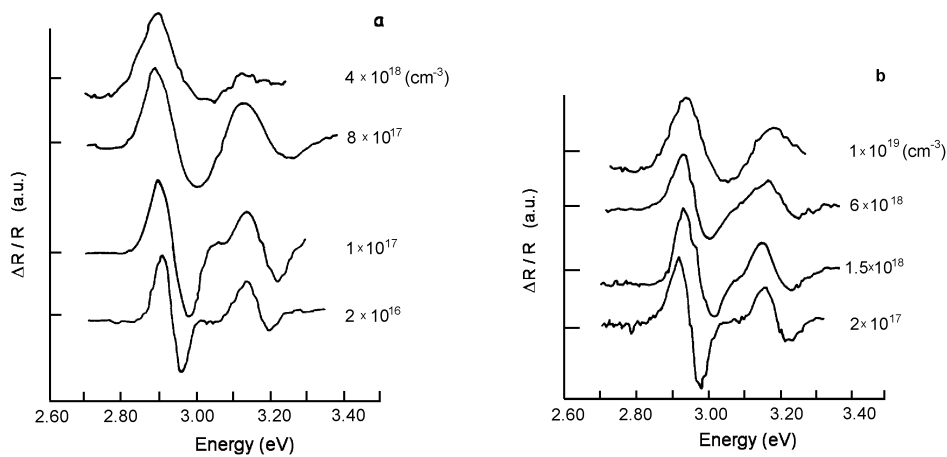 a
4 × 10¹⁸ (cm⁻³)
8 × 10¹⁷
1 × 10¹⁷
2 × 10¹⁶
ΔR / R (a.u.)
2.60 2.80 3.00 3.20 3.40
Energy (eV)
b
1 × 10¹⁹ (cm⁻³)
6 × 10¹⁸
1.5 × 10¹⁸
2 × 10¹⁷
ΔR / R (a.u.)
2.60 2.80 3.00 3.20 3.40
Energy (eV)